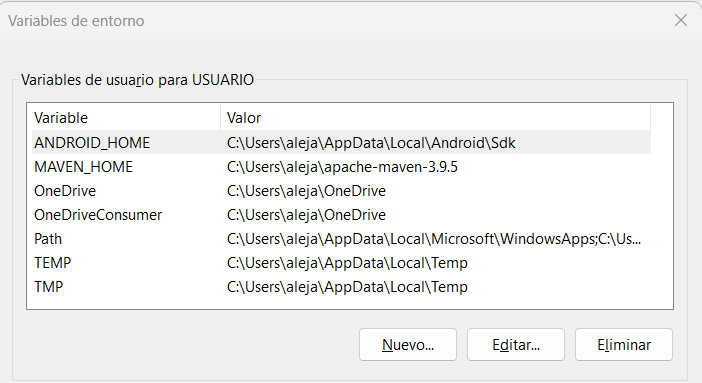 Variables de entorno
Variables de usuario para USUARIO
Variable Valor
ANDROID_HOME C:\Users\aleja\AppData\Local\Android\Sdk
MAVEN_HOME C:\Users\aleja\apache-maven-3.9.5
OneDrive C:\Users\aleja\OneDrive
OneDriveConsumer C:\Users\aleja\OneDrive
Path C:\Users\aleja\AppData\Local\Microsoft\WindowsApps;C:\Us...
TEMP C:\Users\aleja\AppData\Local\Temp
TMP C:\Users\aleja\AppData\Local\Temp
Nuevo... Editar... Eliminar